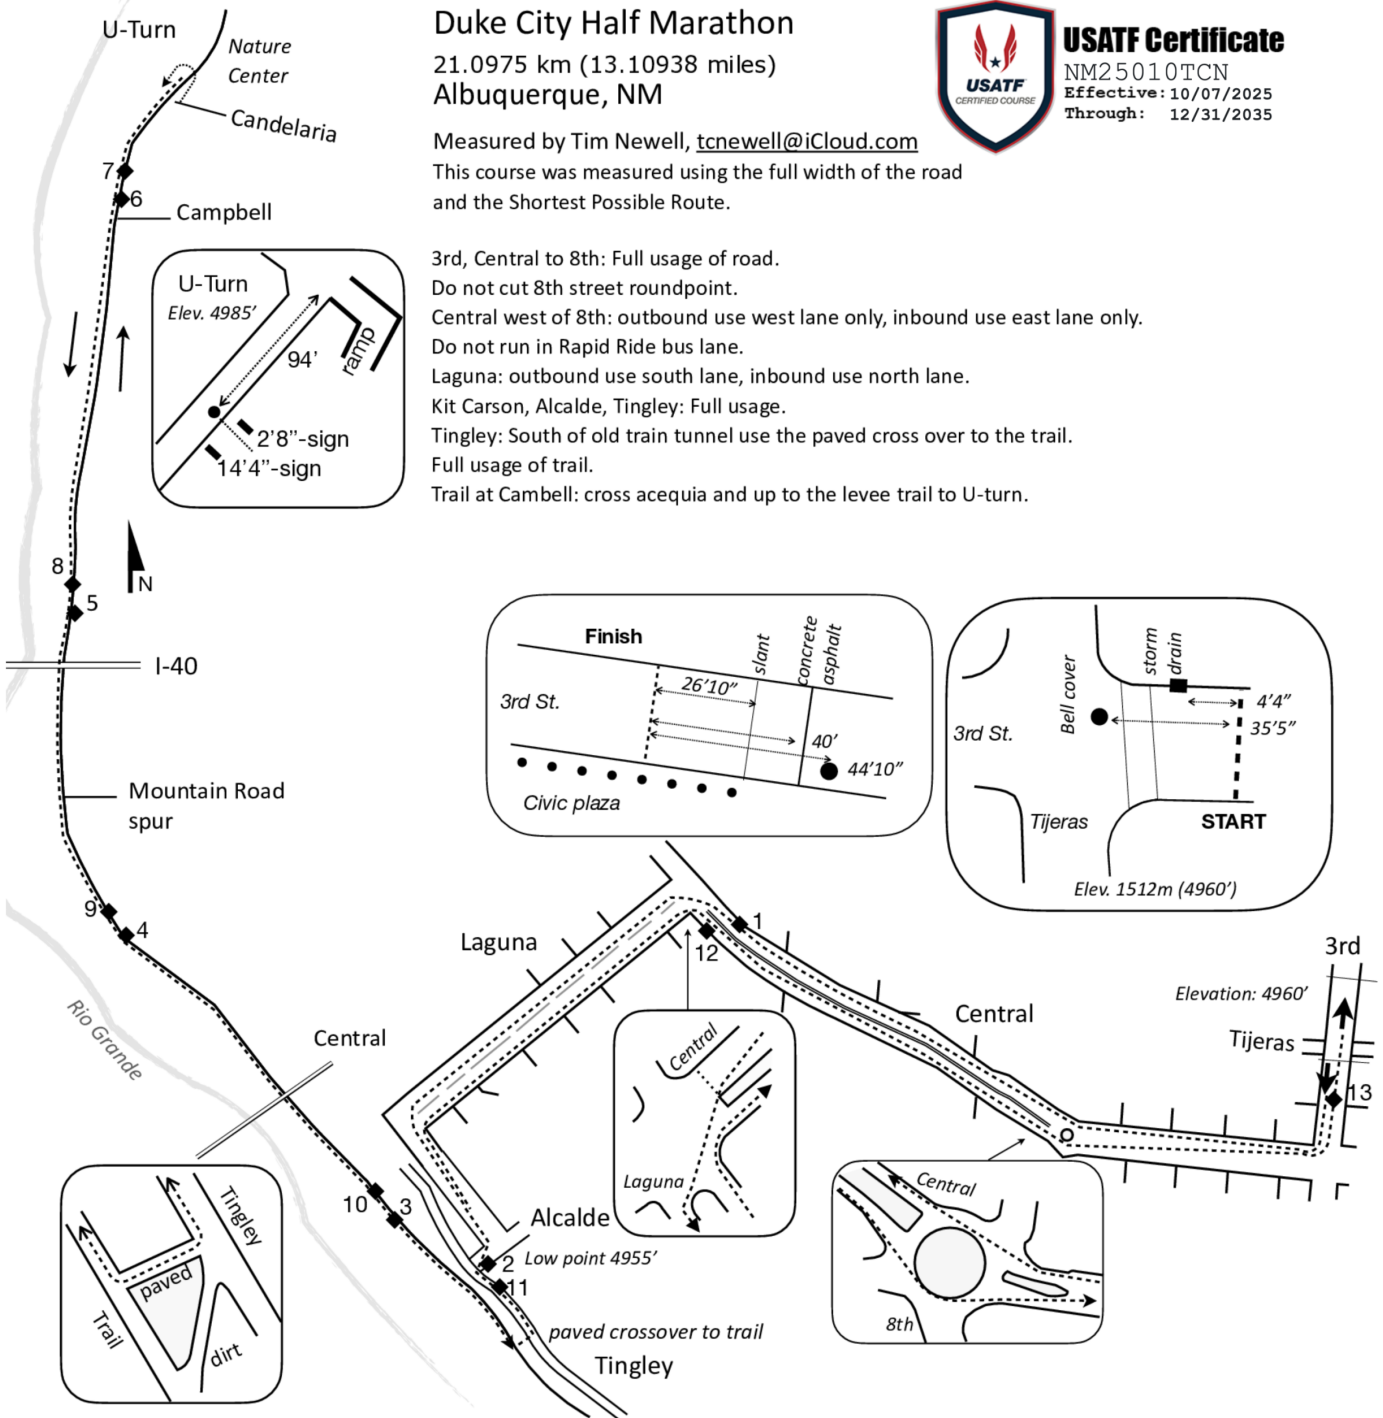 Duke City Half Marathon
21.0975 km (13.10938 miles)
Albuquerque, NM
Measured by Tim Newell, tcnewell@iCloud.com
This course was measured using the full width of the road
and the Shortest Possible Route.
3rd, Central to 8th: Full usage of road.
Do not cut 8th street roundpoint.
Central west of 8th: outbound use west lane only, inbound use east lane only.
Do not run in Rapid Ride bus lane.
Laguna: outbound use south lane, inbound use north lane.
Kit Carson, Alcalde, Tingley: Full usage.
Tingley: South of old train tunnel use the paved cross over to the trail.
Full usage of trail.
Trail at Cambell: cross acequia and up to the levee trail to U-turn.
USATF
CERTIFIED COURSE
USATF Certificate
NM25010TCN
Effective: 10/07/2025
Through: 12/31/2035
U-Turn
Nature
Center
Candelaria
7
6
Campbell
U-Turn
Elev. 4985'
94'
ramp
2'8"-sign
14'4"-sign
N
8
5
I-40
Mountain Road
spur
9
4
Rio Grande
Central
10
3
Tingley
paved
Trail
dirt
Finish
3rd St.
26'10"
slant
concrete
asphalt
40'
44'10"
Civic plaza
3rd St.
Bell cover
storm
drain
4'4"
35'5"
Tijeras
START
Elev. 1512m (4960')
Laguna
1
12
Central
3rd
Elevation: 4960'
Tijeras
13
Central
Laguna
Alcalde
2
Low point 4955'
11
paved crossover to trail
Tingley
Central
8th